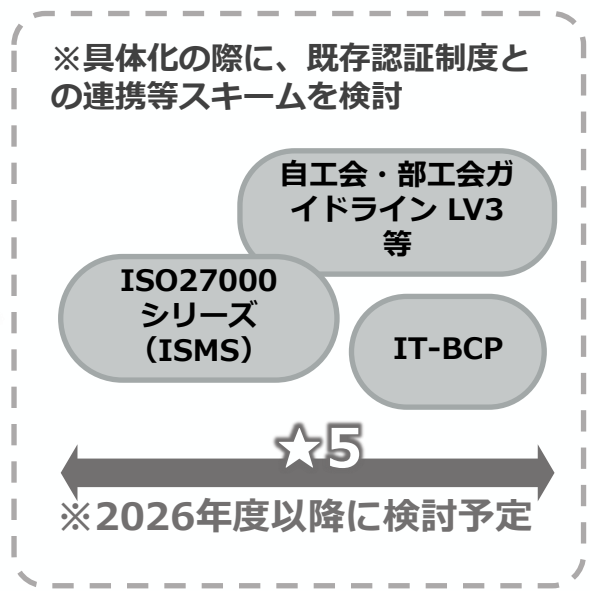 ※具体化の際に、既存認証制度と
の連携等スキームを検討
自工会・部工会ガ
イドライン LV3
等
ISO27000
シリーズ
（ISMS）
IT-BCP
★5
※2026年度以降に検討予定